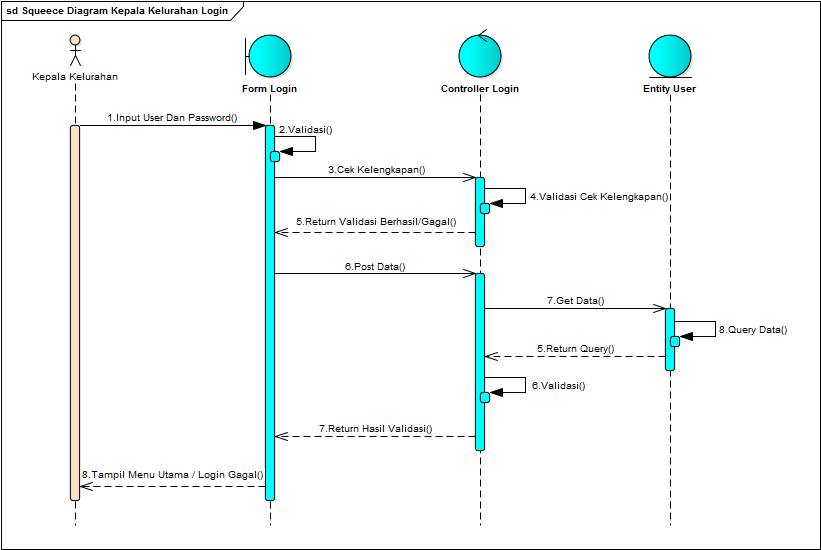 sd Squeece Diagram Kepala Kelurahan Login
Kepala Kelurahan
Form Login
Controller Login
Entity User
1.Input User Dan Password()
2.Validasi()
3.Cek Kelengkapan()
4.Validasi Cek Kelengkapan()
5.Return Validasi Berhasil/Gagal()
6.Post Data()
7.Get Data()
8.Query Data()
5.Return Query()
6.Validasi()
7.Return Hasil Validasi()
8.Tampil Menu Utama / Login Gagal()